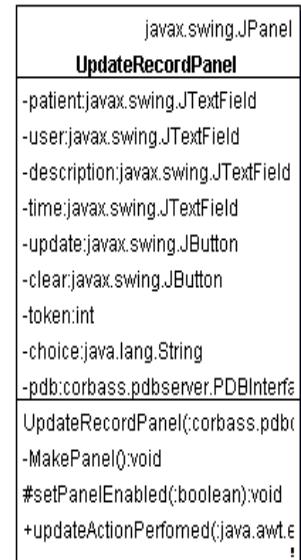 javax.swing.JPanel
UpdateRecordPanel
-patient:javax.swing.JTextField
-user:javax.swing.JTextField
-description:javax.swing.JTextField
-time:javax.swing.JTextField
-update:javax.swing.JButton
-clear:javax.swing.JButton
-token:int
-choice:java.lang.String
-pdb:corbass.pdbserver.PDBInterfa
UpdateRecordPanel(:corbass.pdbc
-MakePanel():void
#setPanelEnabled(:boolean):void
+updateActionPerfomed(:java.awt.e